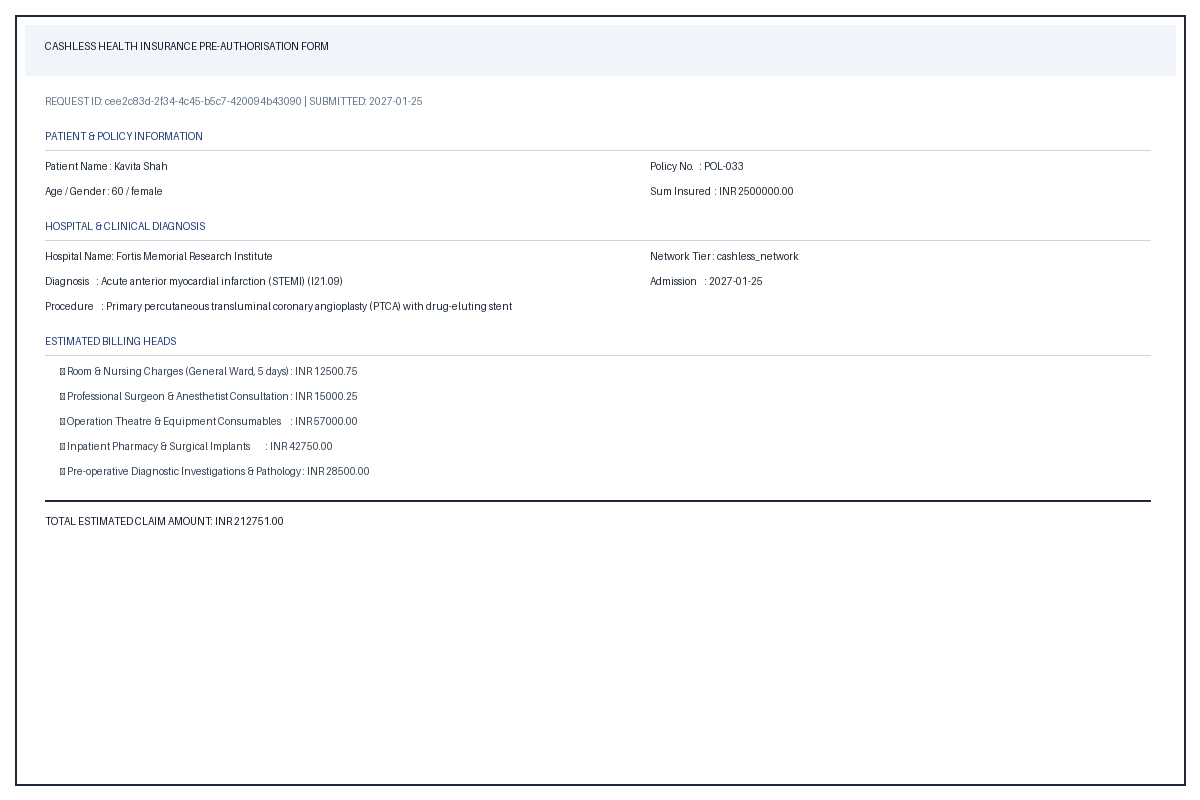 CASHLESS HEALTH INSURANCE PRE-AUTHORISATION FORM
REQUEST ID: cee2c83d-2f34-4c45-b5c7-420094b43090 | SUBMITTED: 2027-01-25
PATIENT & POLICY INFORMATION
Patient Name : Kavita Shah
Policy No. : POL-033
Age / Gender : 60 / female
Sum Insured : INR 2500000.00
HOSPITAL & CLINICAL DIAGNOSIS
Hospital Name: Fortis Memorial Research Institute
Network Tier : cashless_network
Diagnosis : Acute anterior myocardial infarction (STEMI) (I21.09)
Admission : 2027-01-25
Procedure : Primary percutaneous transluminal coronary angioplasty (PTCA) with drug-eluting stent
ESTIMATED BILLING HEADS
Room & Nursing Charges (General Ward, 5 days) : INR 12500.75
Professional Surgeon & Anesthetist Consultation : INR 15000.25
Operation Theatre & Equipment Consumables : INR 57000.00
Inpatient Pharmacy & Surgical Implants : INR 42750.00
Pre-operative Diagnostic Investigations & Pathology : INR 28500.00
TOTAL ESTIMATED CLAIM AMOUNT: INR 212751.00